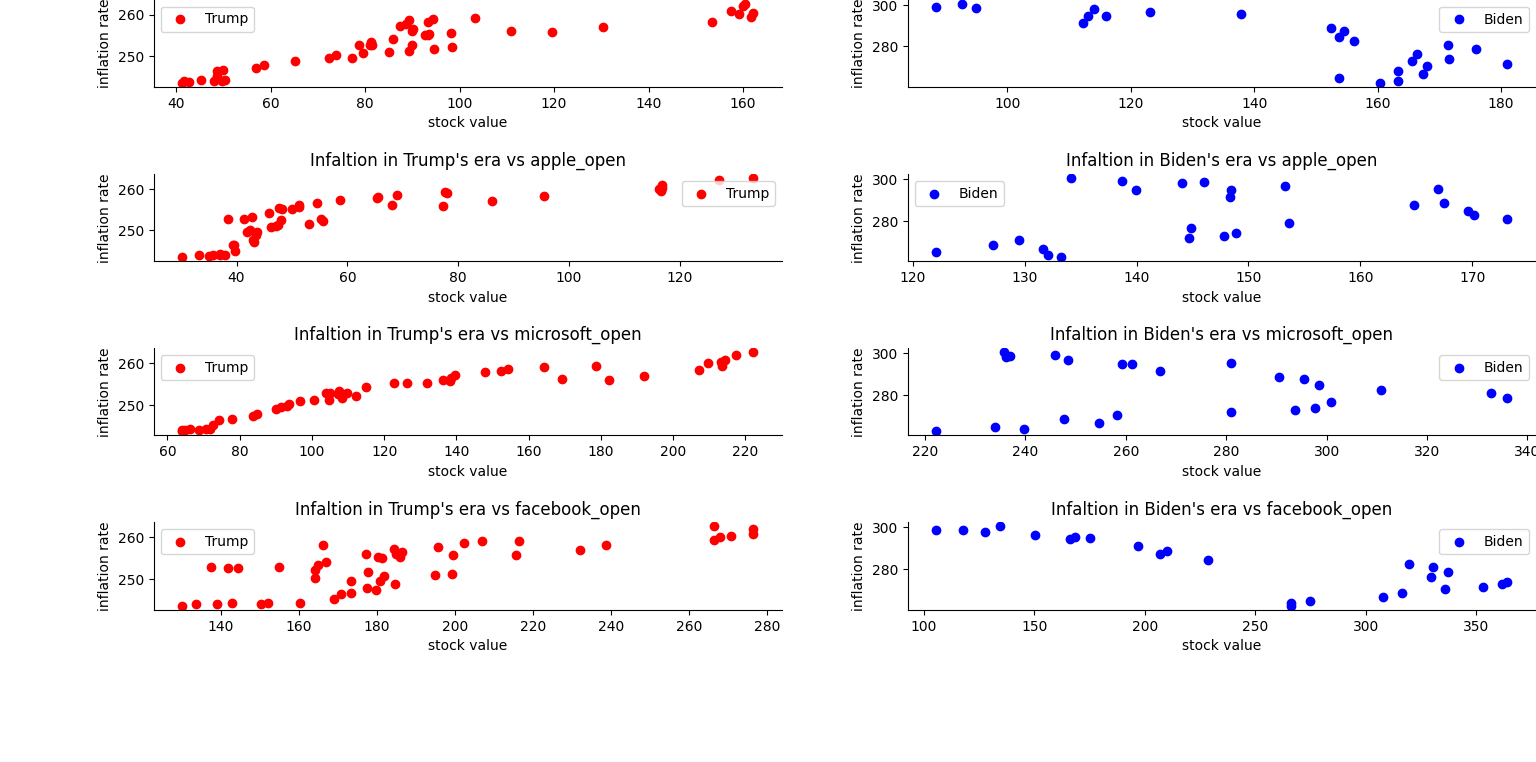 260
Trump
250
inflation rate
40 60 80 100 120 140 160
stock value
300
Biden
280
inflation rate
100 120 140 160 180
stock value
Infaltion in Trump's era vs apple_open
260
Trump
250
inflation rate
40 60 80 100 120
stock value
Infaltion in Biden's era vs apple_open
300
Biden
280
inflation rate
120 130 140 150 160 170
stock value
Infaltion in Trump's era vs microsoft_open
260
Trump
250
inflation rate
60 80 100 120 140 160 180 200 220
stock value
Infaltion in Biden's era vs microsoft_open
300
Biden
280
inflation rate
220 240 260 280 300 320 340
stock value
Infaltion in Trump's era vs facebook_open
260
Trump
250
inflation rate
140 160 180 200 220 240 260 280
stock value
Infaltion in Biden's era vs facebook_open
300
Biden
280
inflation rate
100 150 200 250 300 350
stock value